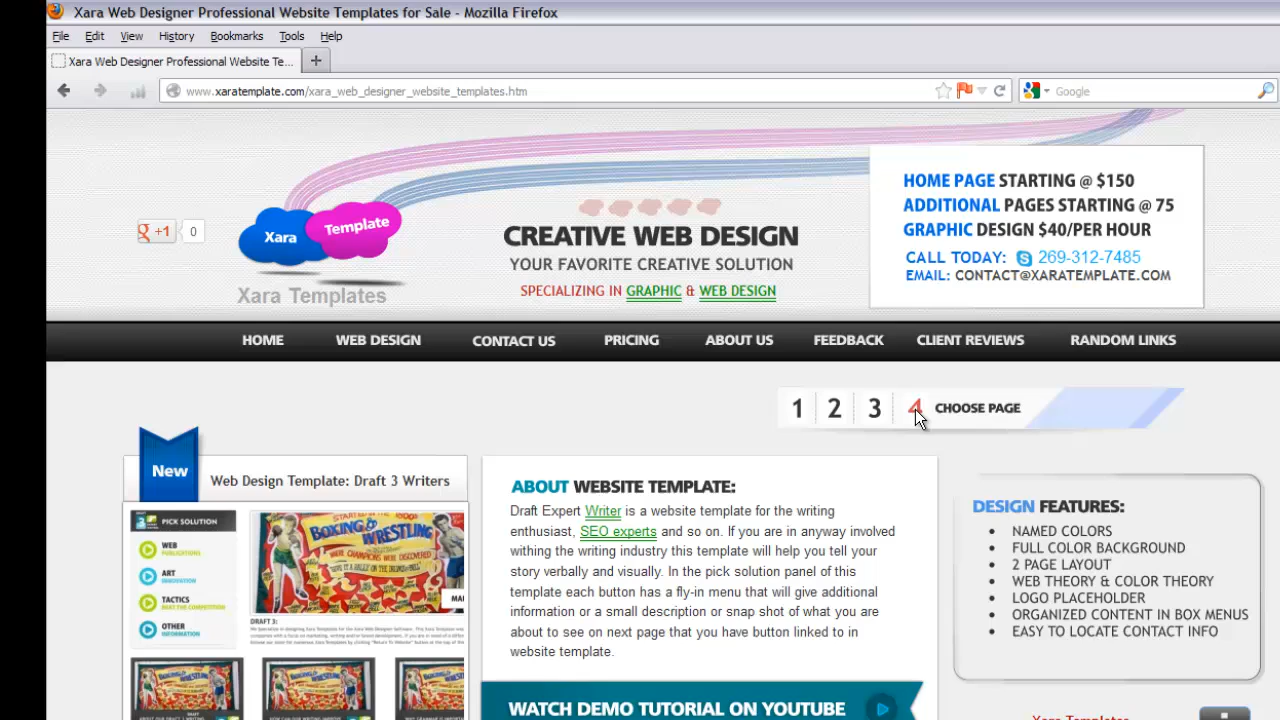 Xara Web Designer Professional Website Templates for Sale - Mozilla Firefox
File Edit View History Bookmarks Tools Help
Xara Web Designer Professional Website Te...
www.xaratemplate.com/xara_web_designer_website_templates.htm
Google
+1 0
Xara Template
Xara Templates
CREATIVE WEB DESIGN
YOUR FAVORITE CREATIVE SOLUTION
SPECIALIZING IN GRAPHIC & WEB DESIGN
HOME PAGE STARTING @ $150
ADDITIONAL PAGES STARTING @ 75
GRAPHIC DESIGN $40/PER HOUR
CALL TODAY: 269-312-7485
EMAIL: CONTACT@XARATEMPLATE.COM
HOME WEB DESIGN CONTACT US PRICING ABOUT US FEEDBACK CLIENT REVIEWS RANDOM LINKS
1 2 3 4 CHOOSE PAGE
New
Web Design Template: Draft 3 Writers
PICK SOLUTION
WEB
PUBLICATIONS
ART
INNOVATION
TACTICS
WHAT THE COMPETITION
OTHER
INFORMATION
BOXING & WRESTLING
DRAFT 3:
ABOUT WEBSITE TEMPLATE:
Draft Expert Writer is a website template for the writing
enthusiast, SEO experts and so on. If you are in anyway involved
withing the writing industry this template will help you tell your
story verbally and visually. In the pick solution panel of this
template each button has a fly-in menu that will give additional
information or a small description or snap shot of what you are
about to see on next page that you have button linked to in
website template.
WATCH DEMO TUTORIAL ON YOUTUBE
DESIGN FEATURES:
NAMED COLORS
FULL COLOR BACKGROUND
2 PAGE LAYOUT
WEB THEORY & COLOR THEORY
LOGO PLACEHOLDER
ORGANIZED CONTENT IN BOX MENUS
EASY TO LOCATE CONTACT INFO
Xara Templates